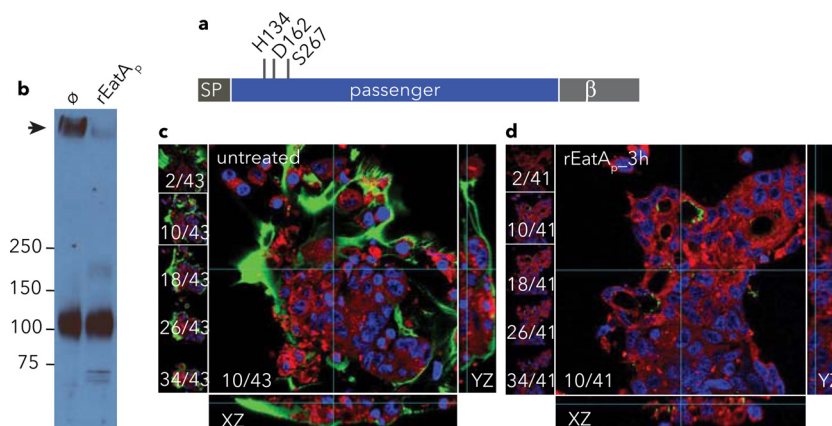 a
H134
D162
S267
SP passenger β
b
ø rEatAp
250
150
100
75
c
untreated
2/43
10/43
18/43
26/43
34/43
10/43
YZ
XZ
d
rEatAp_3h
2/41
10/41
18/41
26/41
34/41
10/41
YZ
XZ